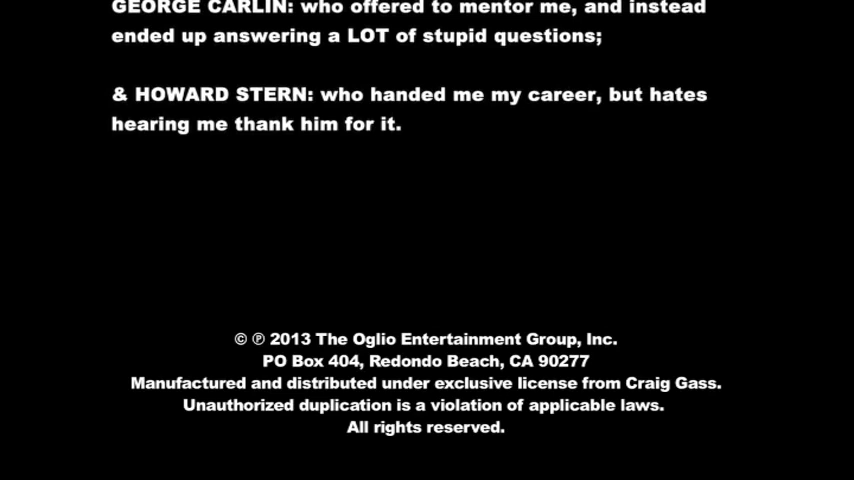 GEORGE CARLIN: who offered to mentor me, and instead
ended up answering a LOT of stupid questions;
& HOWARD STERN: who handed me my career, but hates
hearing me thank him for it.
© ℗ 2013 The Oglio Entertainment Group, Inc.
PO Box 404, Redondo Beach, CA 90277
Manufactured and distributed under exclusive license from Craig Gass.
Unauthorized duplication is a violation of applicable laws.
All rights reserved.